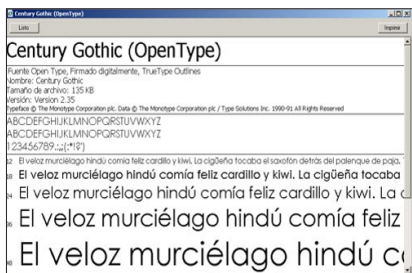 Century Gothic (OpenType)
Listo
Imprimir
Century Gothic (OpenType)
Fuente Open Type, Firmado digitalmente, TrueType Outlines
Nombre: Century Gothic
Tamaño de archivo: 135 KB
Versión: Version 2.35
Typeface © The Monotype Corporation plc. Data © The Monotype Corporation plc / Type Solutions Inc. 1990-91 All Rights Reserved
ABCDEFGHIJKLMNOPQRSTUVWXYZ
ABCDEFGHIJKLMNOPQRSTUVWXYZ
123456789.:,;(:*!?')
12 El veloz murciélago hindú comía feliz cardillo y kiwi. La cigüeña tocaba el saxofón detrás del palenque de paja.
18 El veloz murciélago hindú comía feliz cardillo y kiwi. La cigüeña tocaba
24 El veloz murciélago hindú comía feliz cardillo y kiwi. La c
36 El veloz murciélago hindú comía feliz
48 El veloz murciélago hindú c